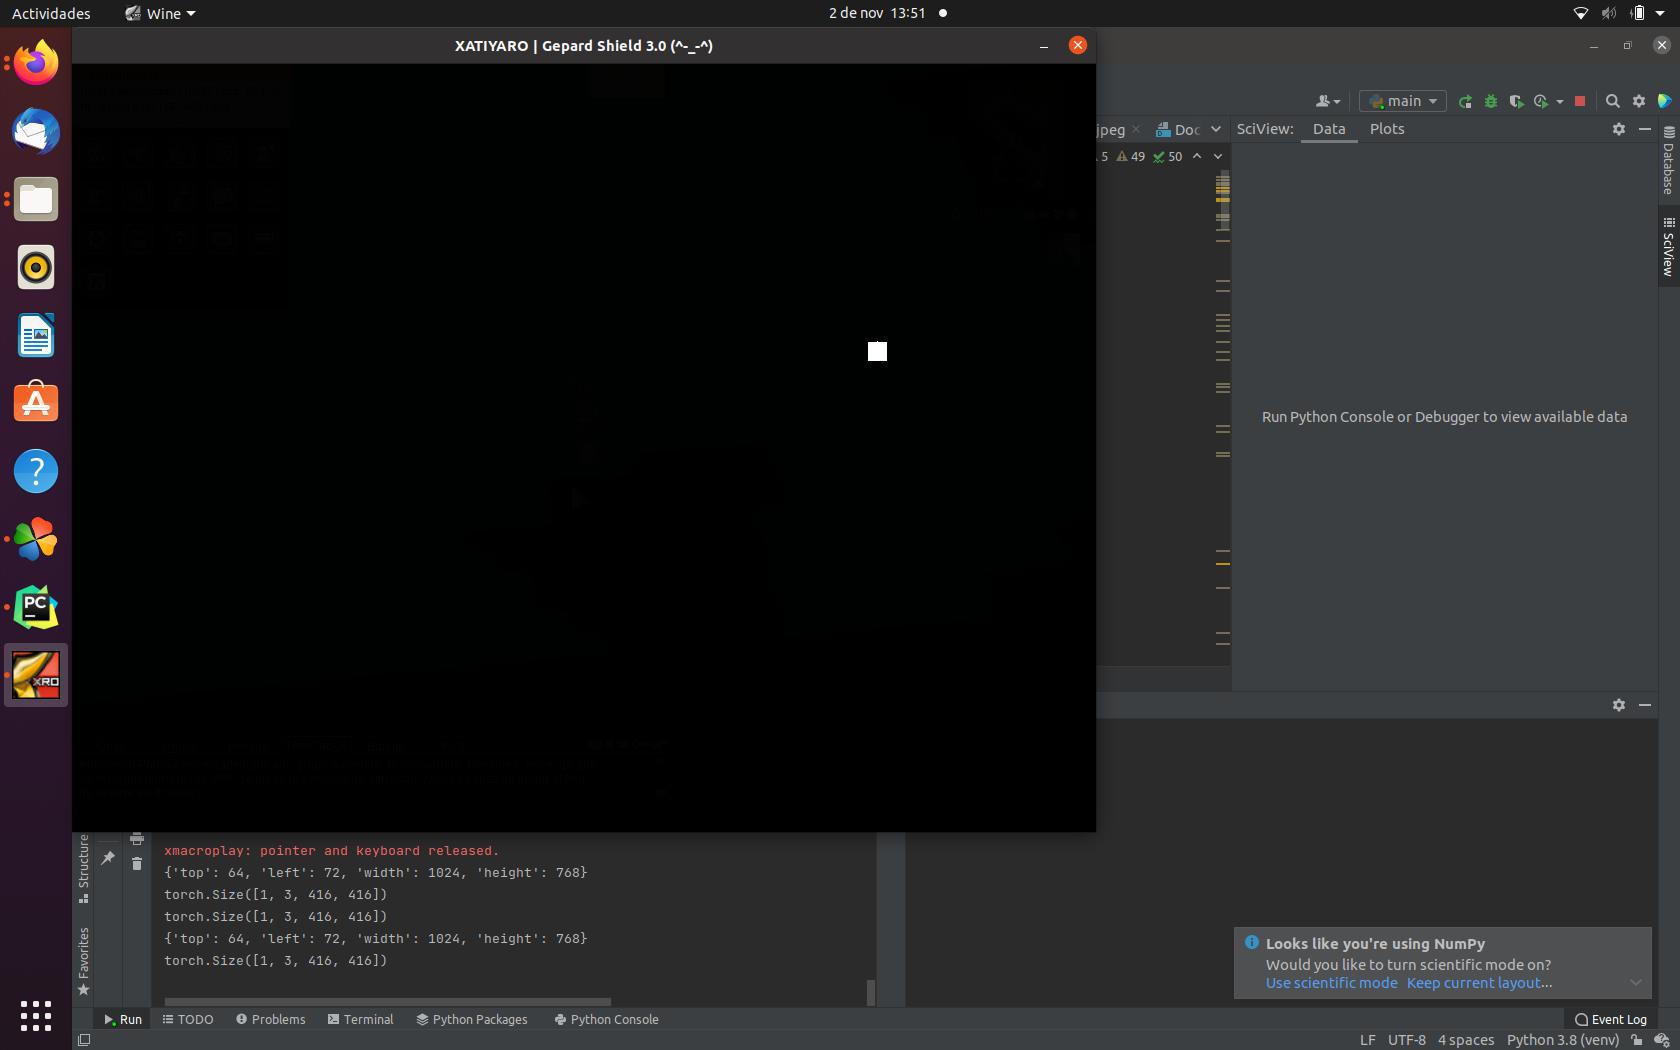 Actividades
Wine
2 de nov 13:51
XATIYARO | Gepard Shield 3.0 (^-_-^)
main
jpeg
Doc
SciView:
Data
Plots
5
49
50
Database
SciView
Run Python Console or Debugger to view available data
XRO
PC
Structure
Favorites
xmacroplay: pointer and keyboard released.
{'top': 64, 'left': 72, 'width': 1024, 'height': 768}
torch.Size([1, 3, 416, 416])
torch.Size([1, 3, 416, 416])
{'top': 64, 'left': 72, 'width': 1024, 'height': 768}
torch.Size([1, 3, 416, 416])
Looks like you're using NumPy
Would you like to turn scientific mode on?
Use scientific mode Keep current layout...
Run
TODO
Problems
Terminal
Python Packages
Python Console
Event Log
LF UTF-8 4 spaces Python 3.8 (venv)